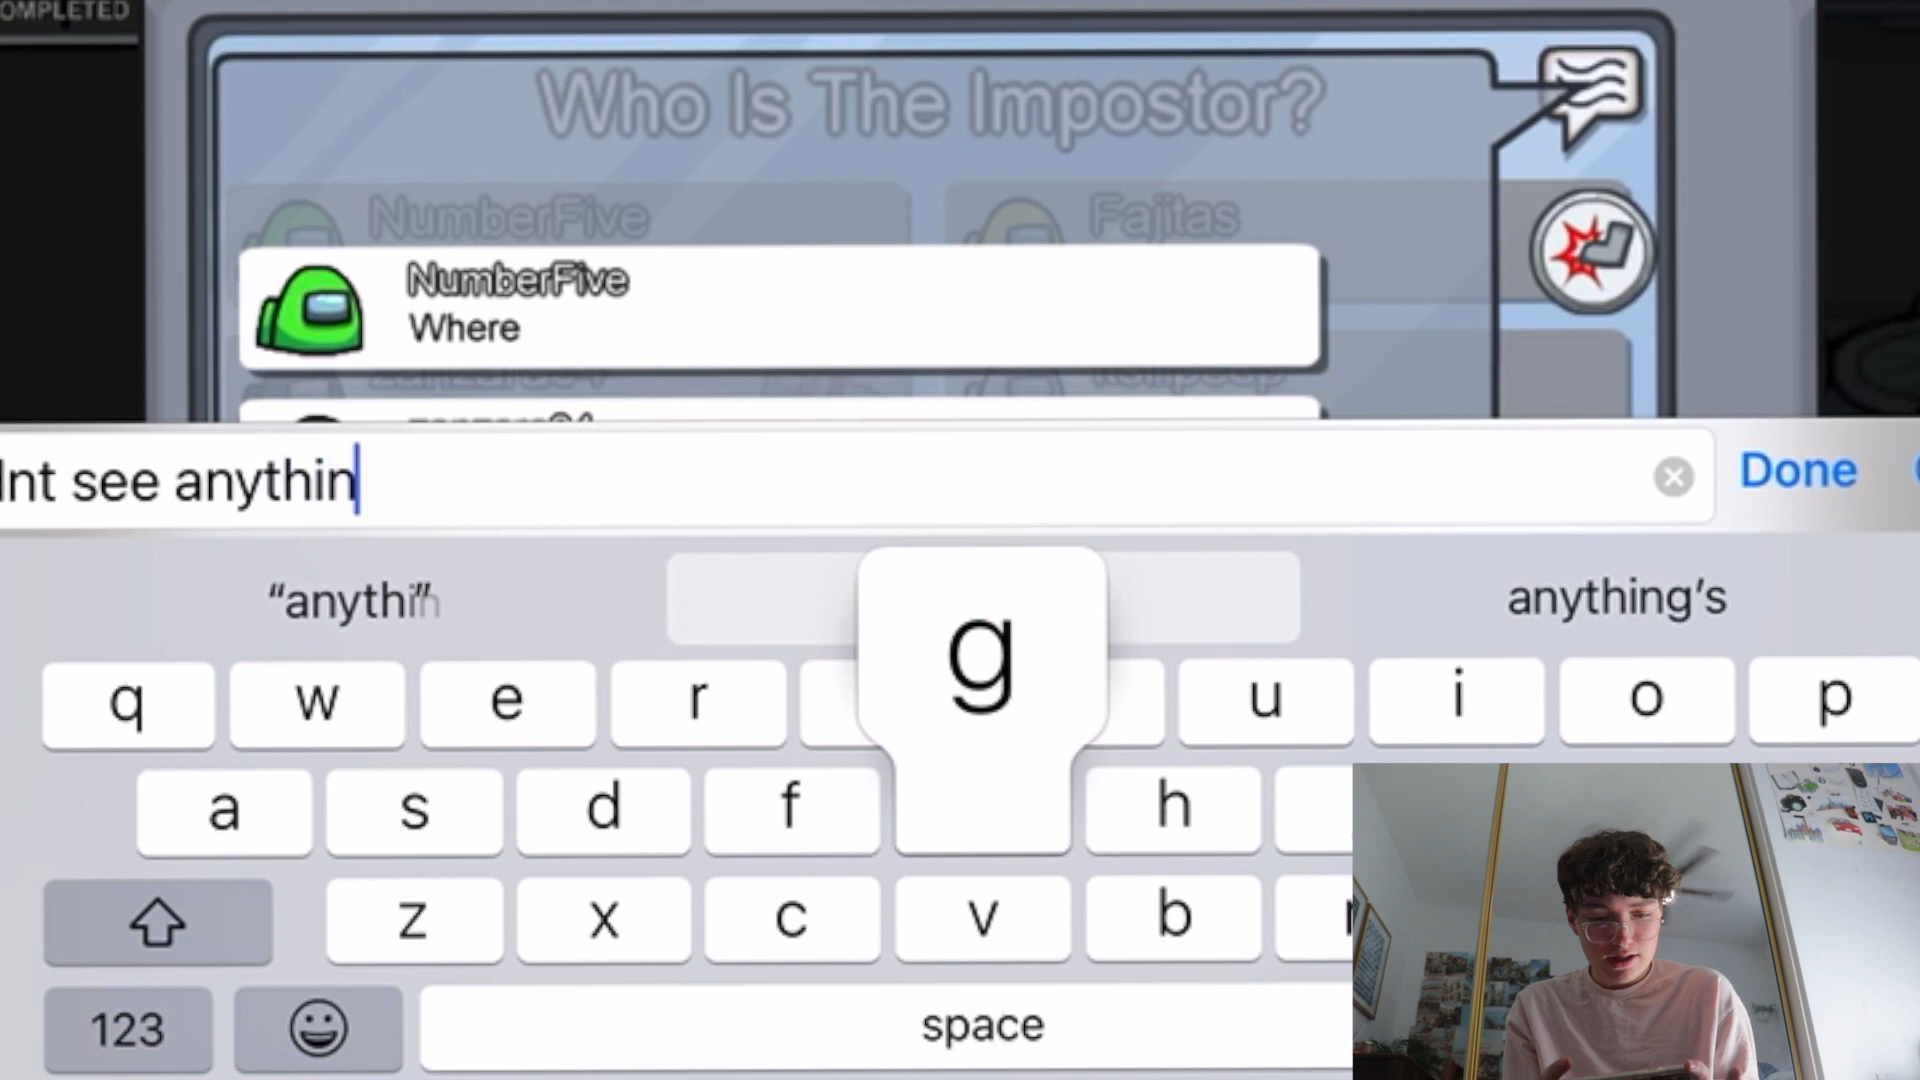 OMPLETED
Who Is The Impostor?
NumberFive
Fajitas
NumberFive
Where
Int see anythin
Done
"anythi"
anything's
g
q w e r u i o p
a s d f h
z x c v b
123
space